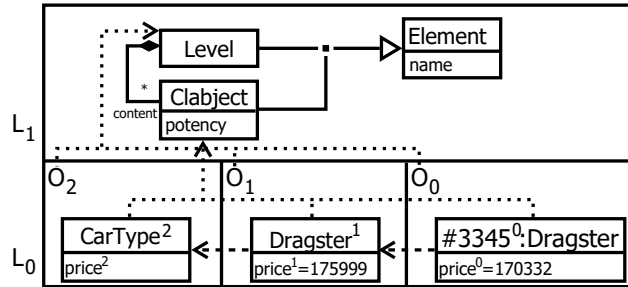 Level
Element
name
*
content
Clabject
potency
L₁
O₂
O₁
O₀
L₀
CarType²
price²
Dragster¹
price¹=175999
#3345⁰:Dragster
price⁰=170332